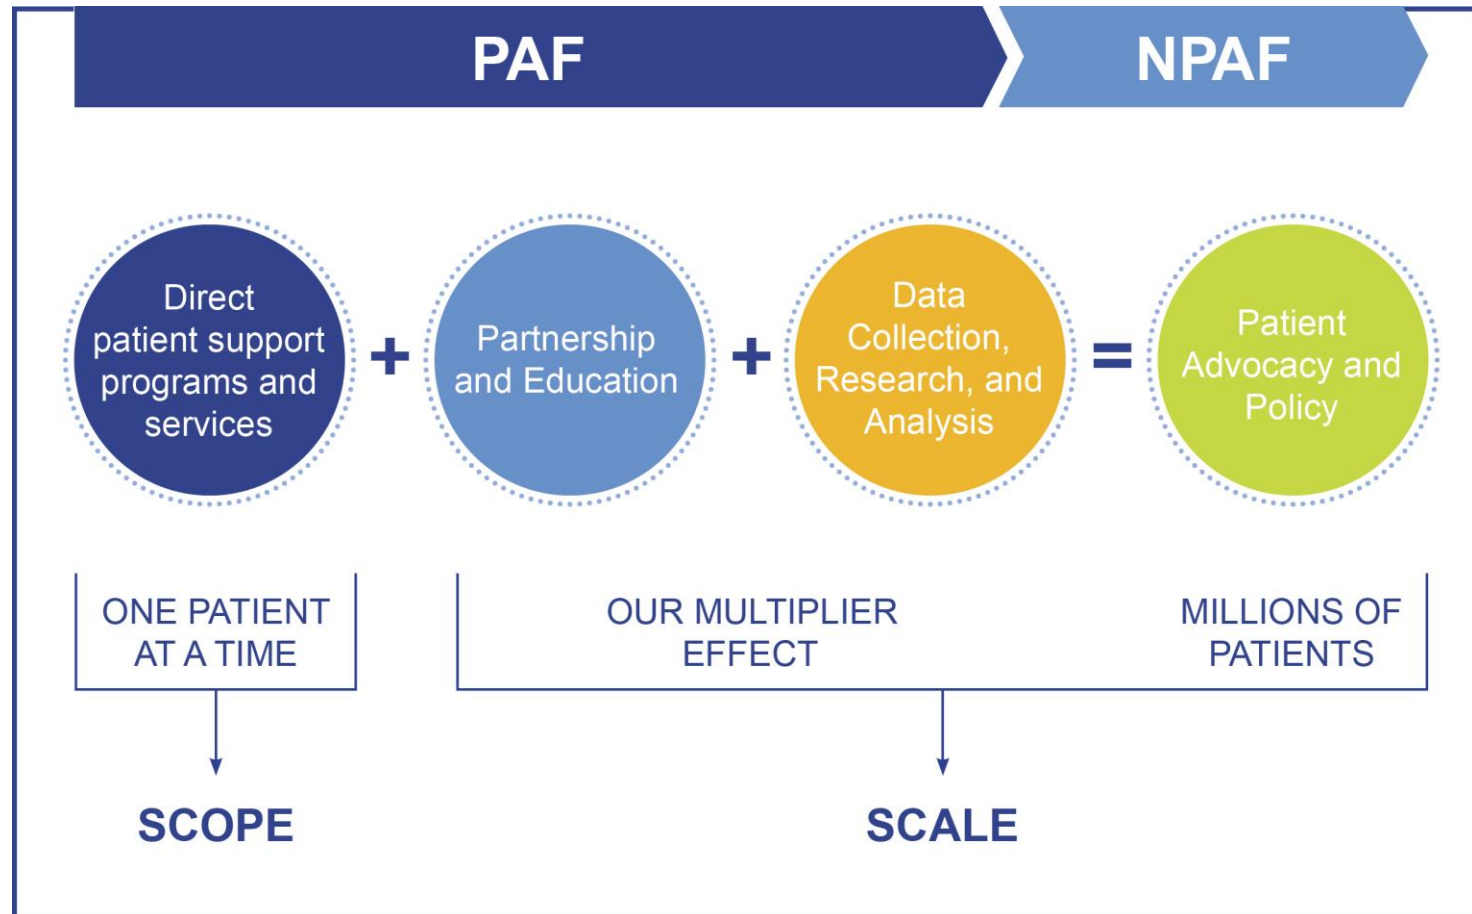 PAF
NPAF
Direct
patient support
programs and
services
+
Partnership
and Education
+
Data
Collection,
Research, and
Analysis
=
Patient
Advocacy and
Policy
ONE PATIENT
AT A TIME
OUR MULTIPLIER
EFFECT
MILLIONS OF
PATIENTS
SCOPE
SCALE